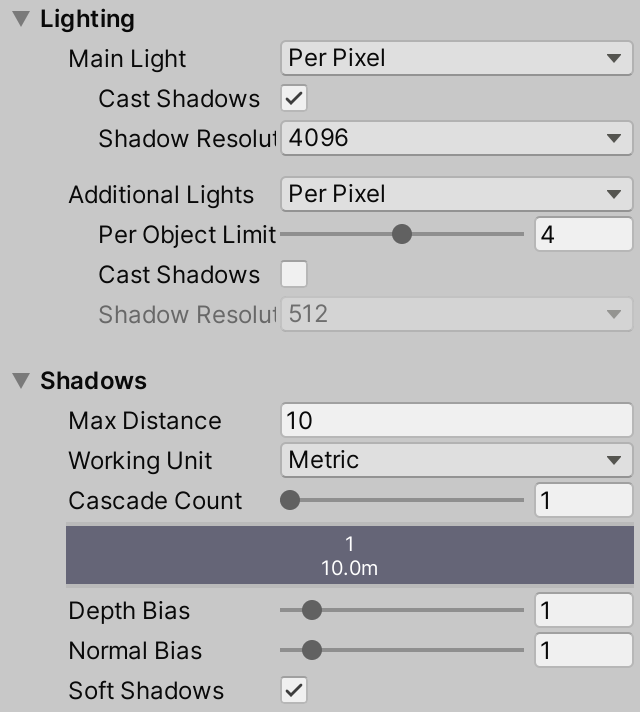 Lighting
Main Light Per Pixel
Cast Shadows
Shadow Resolut 4096
Additional Lights Per Pixel
Per Object Limit 4
Cast Shadows
Shadow Resolut 512
Shadows
Max Distance 10
Working Unit Metric
Cascade Count 1
1
10.0m
Depth Bias 1
Normal Bias 1
Soft Shadows